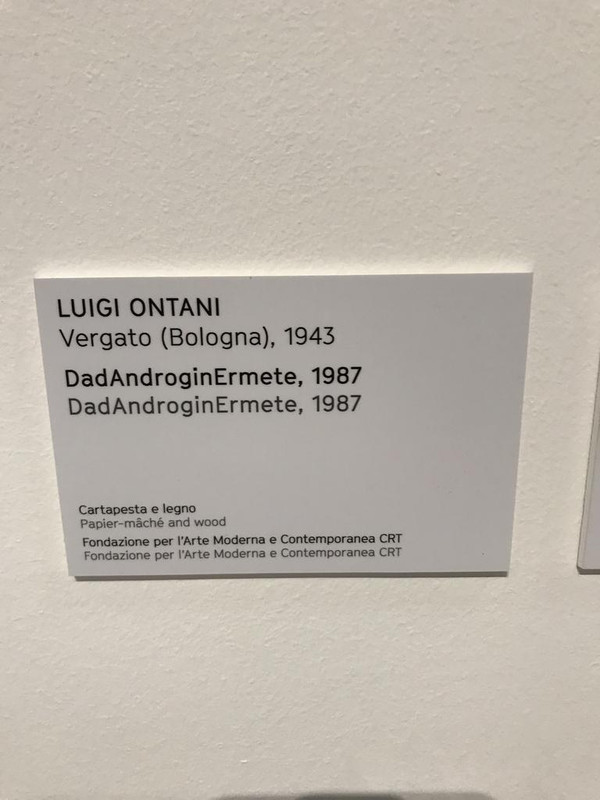 LUIGI ONTANI
Vergato (Bologna), 1943
DadAndroginErmete, 1987
DadAndroginErmete, 1987
Cartapesta e legno
Papier-mâché and wood
Fondazione per l'Arte Moderna e Contemporanea CRT
Fondazione per l'Arte Moderna e Contemporanea CRT